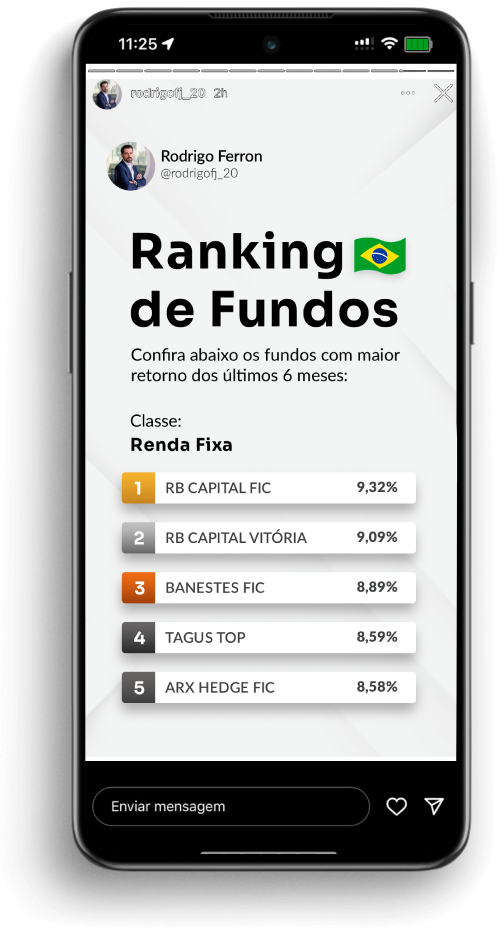 11:25
rodrigofj_20 2h
Rodrigo Ferron
@rodrigofj_20
Ranking
de Fundos
Confira abaixo os fundos com maior
retorno dos últimos 6 meses:
Classe:
Renda Fixa
1 RB CAPITAL FIC 9,32%
2 RB CAPITAL VITÓRIA 9,09%
3 BANESTES FIC 8,89%
4 TAGUS TOP 8,59%
5 ARX HEDGE FIC 8,58%
Enviar mensagem